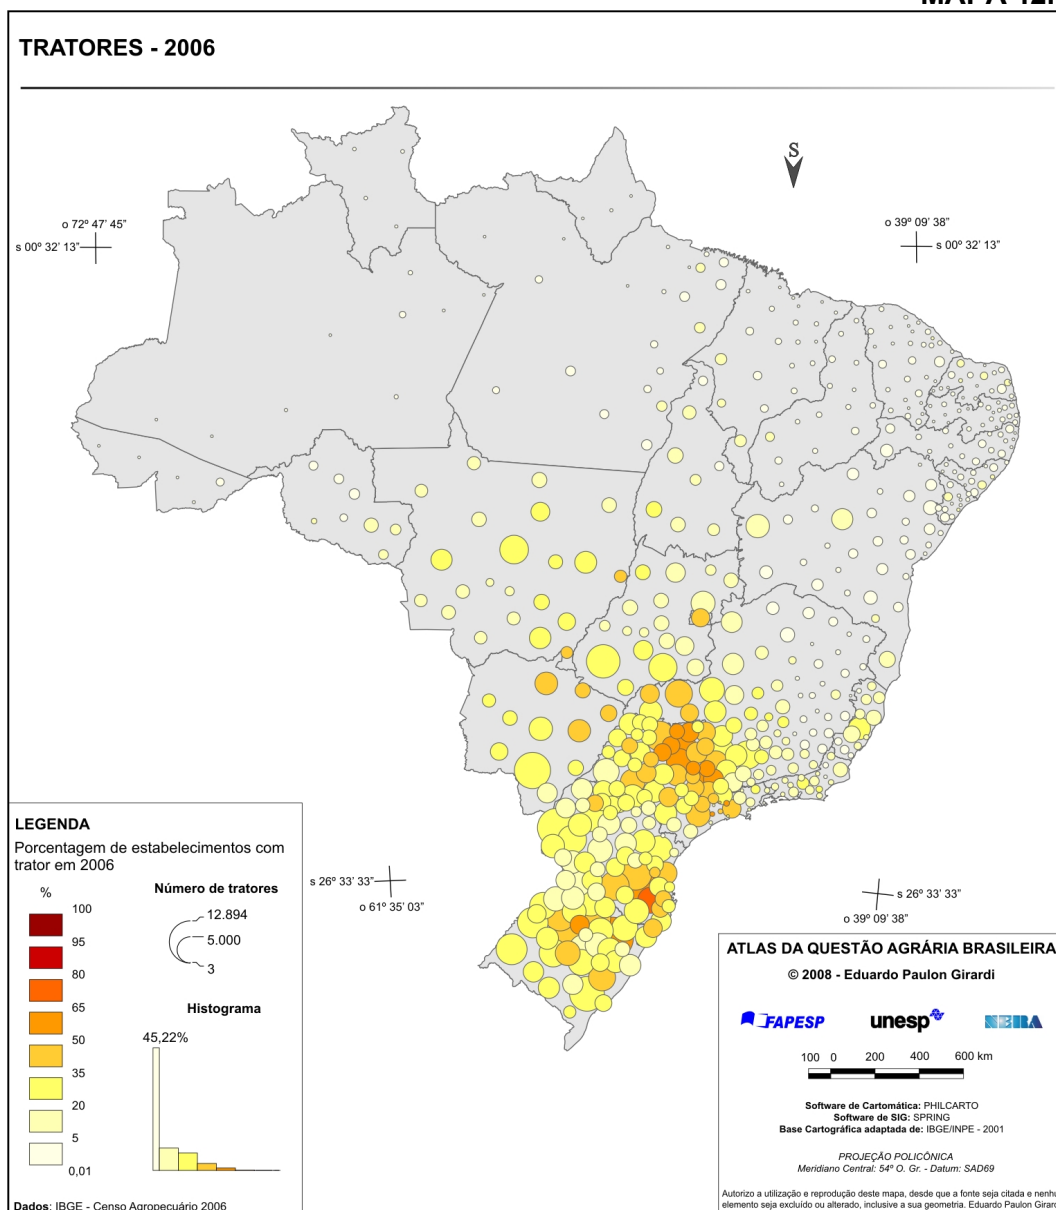 TRATORES - 2006
S
o 72º 47' 45"
s 00º 32' 13"
o 39º 09' 38"
s 00º 32' 13"
s 26º 33' 33"
o 61º 35' 03"
s 26º 33' 33"
o 39º 09' 38"
LEGENDA
Porcentagem de estabelecimentos com
trator em 2006
%
100
95
80
65
50
35
20
5
0,01
Número de tratores
12.894
5.000
3
Histograma
45,22%
Dados: IBGE - Censo Agropecuário 2006
ATLAS DA QUESTÃO AGRÁRIA BRASILEIRA
© 2008 - Eduardo Paulon Girardi
FAPESP
unesp
NERA
100 0 200 400 600 km
Software de Cartomática: PHILCARTO
Software de SIG: SPRING
Base Cartográfica adaptada de: IBGE/INPE - 2001
PROJEÇÃO POLICÔNICA
Meridiano Central: 54º O. Gr. - Datum: SAD69
Autorizo a utilização e reprodução deste mapa, desde que a fonte seja citada e nenhu
elemento seja excluído ou alterado, inclusive a sua geometria. Eduardo Paulon Girard